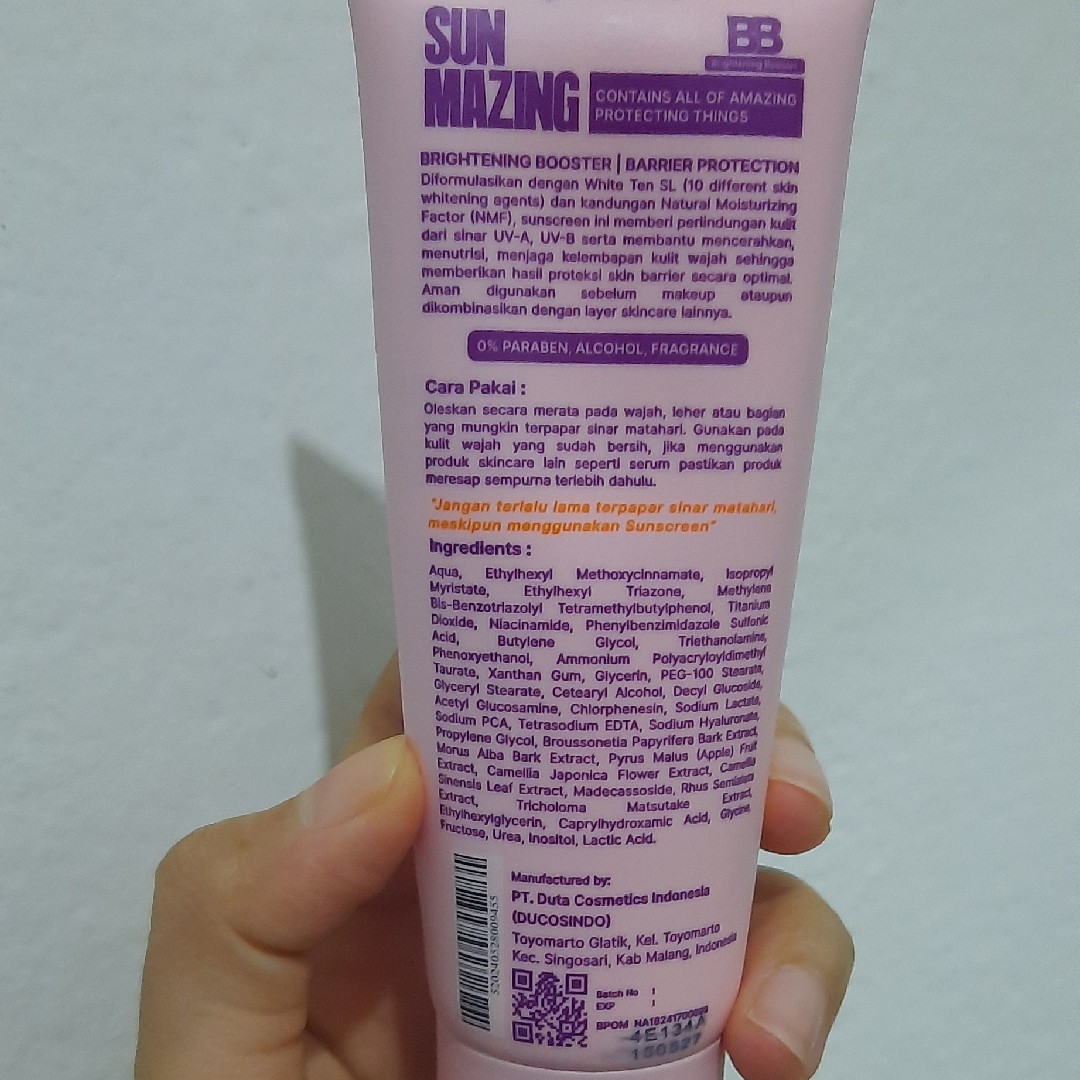 SUN
MAZING
BB
Brightening Booster
CONTAINS ALL OF AMAZING
PROTECTING THINGS
BRIGHTENING BOOSTER | BARRIER PROTECTION
Diformulasikan dengan White Ten SL (10 different skin
whitening agents) dan kandungan Natural Moisturizing
Factor (NMF), sunscreen ini memberi perlindungan kulit
dari sinar UV-A, UV-B serta membantu mencerahkan,
menutrisi, menjaga kelembapan kulit wajah sehingga
memberikan hasil proteksi skin barrier secara optimal.
Aman digunakan sebelum makeup ataupun
dikombinasikan dengan layer skincare lainnya.
0% PARABEN, ALCOHOL, FRAGRANCE
Cara Pakai :
Oleskan secara merata pada wajah, leher atau bagian
yang mungkin terpapar sinar matahari. Gunakan pada
kulit wajah yang sudah bersih, jika menggunakan
produk skincare lain seperti serum pastikan produk
meresap sempurna terlebih dahulu.
"Jangan terlalu lama terpapar sinar matahari,
meskipun menggunakan Sunscreen"
Ingredients :
Aqua, Ethylhexyl Methoxycinnamate, Isopropyl
Myristate, Ethylhexyl Triazone, Methylene
Bis-Benzotriazolyl Tetramethylbutylphenol, Titanium
Dioxide, Niacinamide, Phenylbenzimidazole Sulfonic
Acid, Butylene Glycol, Triethanolamine,
Phenoxyethanol, Ammonium Polyacryloyldimethyl
Taurate, Xanthan Gum, Glycerin, PEG-100 Stearate,
Glyceryl Stearate, Cetearyl Alcohol, Decyl Glucoside,
Acetyl Glucosamine, Chlorphenesin, Sodium Lactate,
Sodium PCA, Tetrasodium EDTA, Sodium Hyaluronate,
Propylene Glycol, Broussonetia Papyrifera Bark Extract,
Morus Alba Bark Extract, Pyrus Malus (Apple) Fruit
Extract, Camellia Japonica Flower Extract, Camellia
Sinensis Leaf Extract, Madecassoside, Rhus Semialata
Extract, Tricholoma Matsutake Extract,
Ethylhexylglycerin, Caprylhydroxamic Acid, Glycine,
Fructose, Urea, Inositol, Lactic Acid.
Manufactured by:
PT. Duta Cosmetics Indonesia
(DUCOSINDO)
Toyomarto Glatik, Kel. Toyomarto
Kec. Singosari, Kab Malang, Indonesia
520240528009455
Batch No :
EXP :
BPOM
4E134A
150527